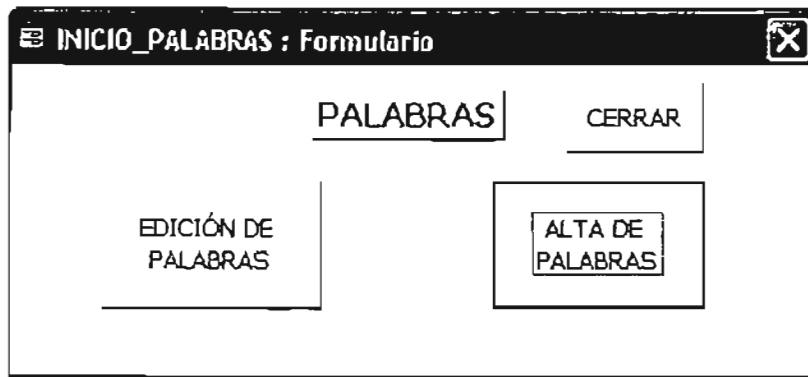 INICIO_PALABRAS : Formulario
PALABRAS
CERRAR
EDICIÓN DE
PALABRAS
ALTA DE
PALABRAS